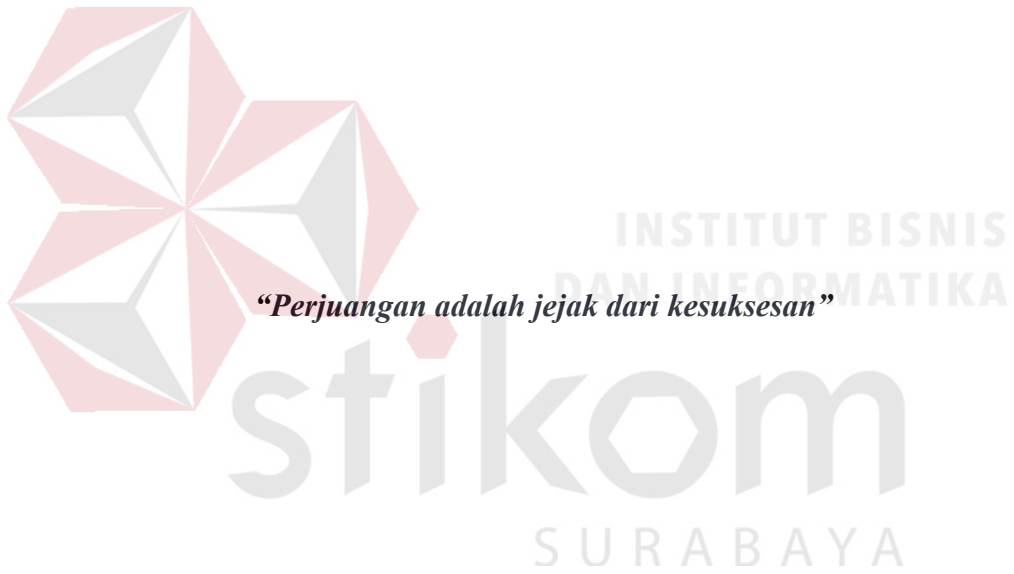 INSTITUT BISNIS
DAN INFORMATIKA
“Perjuangan adalah jejak dari kesuksesan”
stikom
SURABAYA